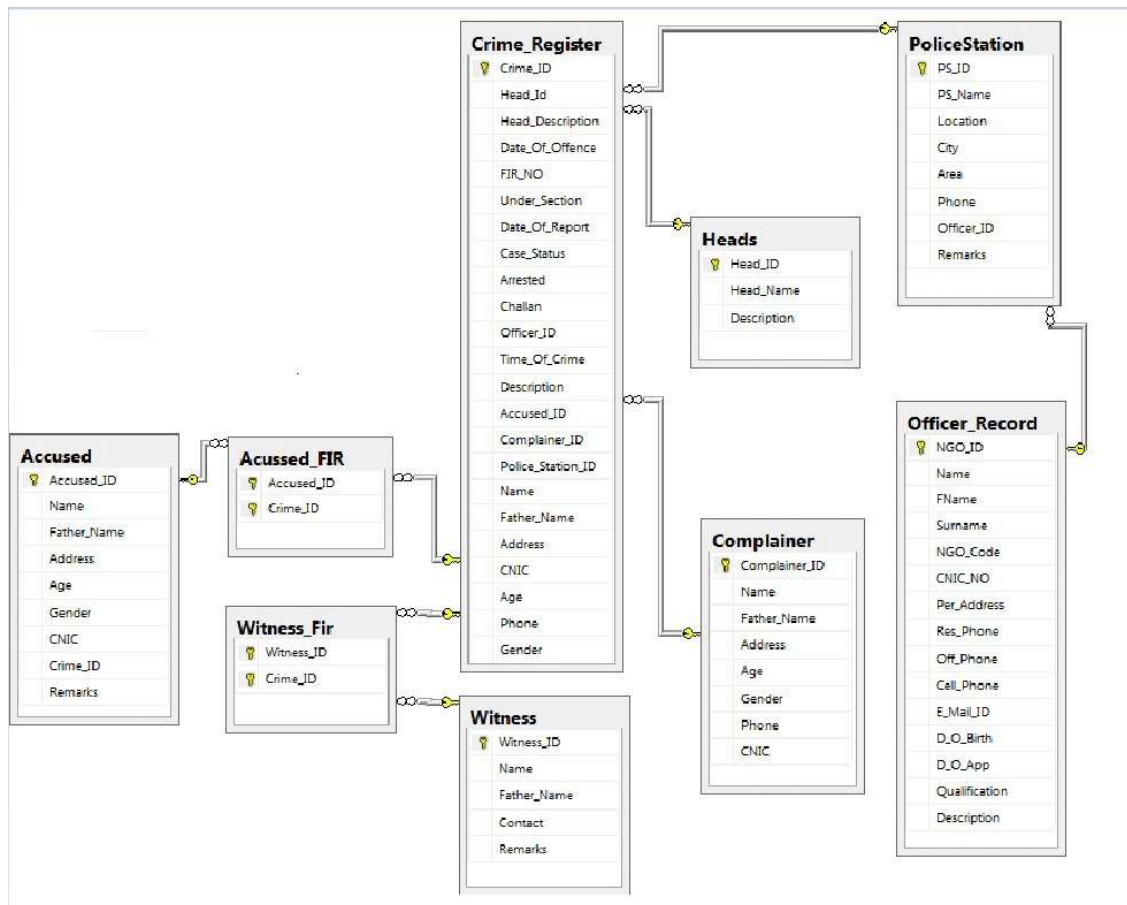 Crime_Register
Crime_ID
Head_Id
Head_Description
Date_Of_Offence
FIR_NO
Under_Section
Date_Of_Report
Case_Status
Arrested
Challan
Officer_ID
Time_Of_Crime
Description
Accused_ID
Complainer_ID
Police_Station_ID
Name
Father_Name
Address
CNIC
Age
Phone
Gender
PoliceStation
PS_ID
PS_Name
Location
City
Area
Phone
Officer_ID
Remarks
Heads
Head_ID
Head_Name
Description
Accused
Accused_ID
Name
Father_Name
Address
Age
Gender
CNIC
Crime_ID
Remarks
Acussed_FIR
Accused_ID
Crime_ID
Witness_Fir
Witness_ID
Crime_ID
Witness
Witness_ID
Name
Father_Name
Contact
Remarks
Complainer
Complainer_ID
Name
Father_Name
Address
Age
Gender
Phone
CNIC
Officer_Record
NGO_ID
Name
FName
Surname
NGO_Code
CNIC_NO
Per_Address
Res_Phone
Off_Phone
Cell_Phone
E_Mail_ID
D_O_Birth
D_O_App
Qualification
Description